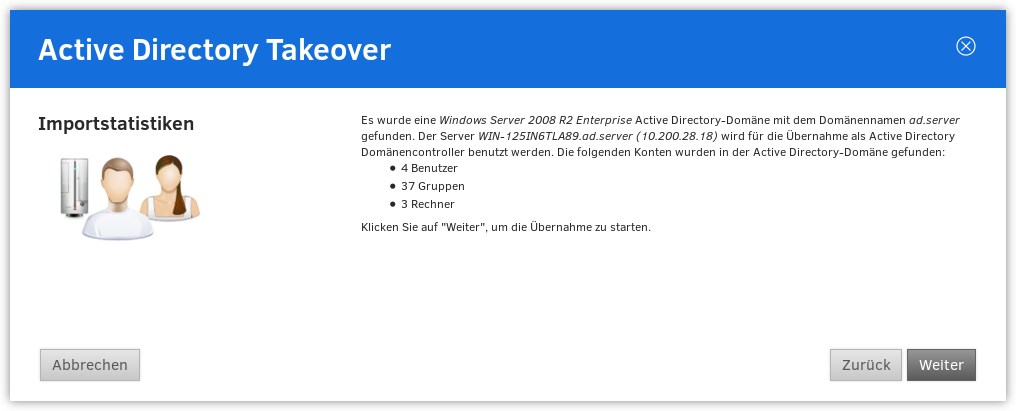 Active Directory Takeover
Importstatistiken
Es wurde eine Windows Server 2008 R2 Enterprise Active Directory-Domäne mit dem Domänennamen ad.server
gefunden. Der Server WIN-125IN6TLA89.ad.server (10.200.28.18) wird für die Übernahme als Active Directory
Domänencontroller benutzt werden. Die folgenden Konten wurden in der Active Directory-Domäne gefunden:
● 4 Benutzer
● 37 Gruppen
● 3 Rechner
Klicken Sie auf "Weiter", um die Übernahme zu starten.
Abbrechen
Zurück
Weiter